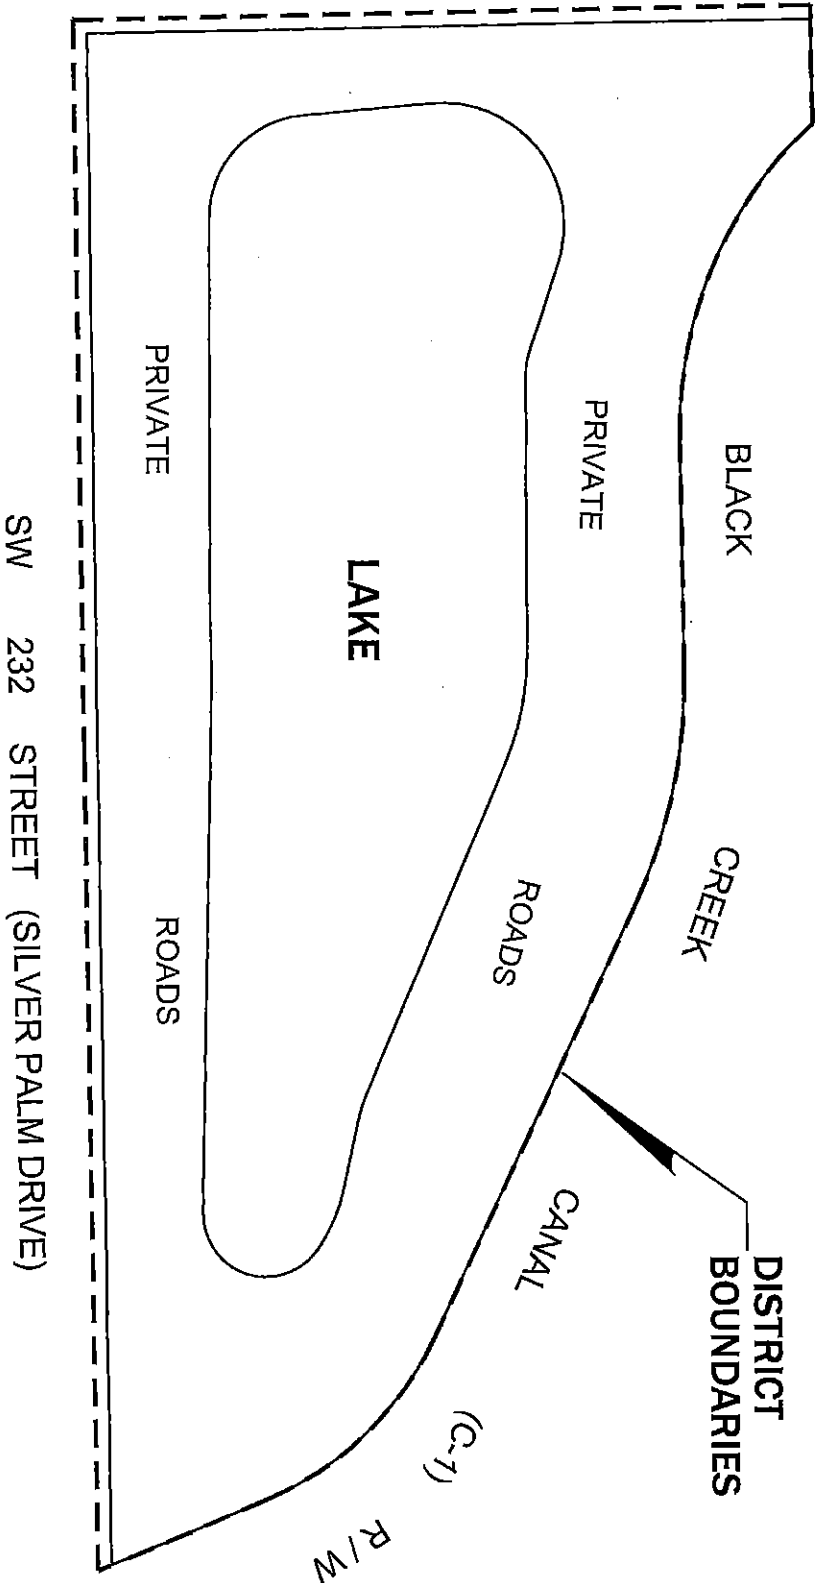 BLACK CREEK CANAL (C-1) R/W
DISTRICT
BOUNDARIES
PRIVATE ROADS
LAKE
PRIVATE ROADS
SW 232 STREET (SILVER PALM DRIVE)